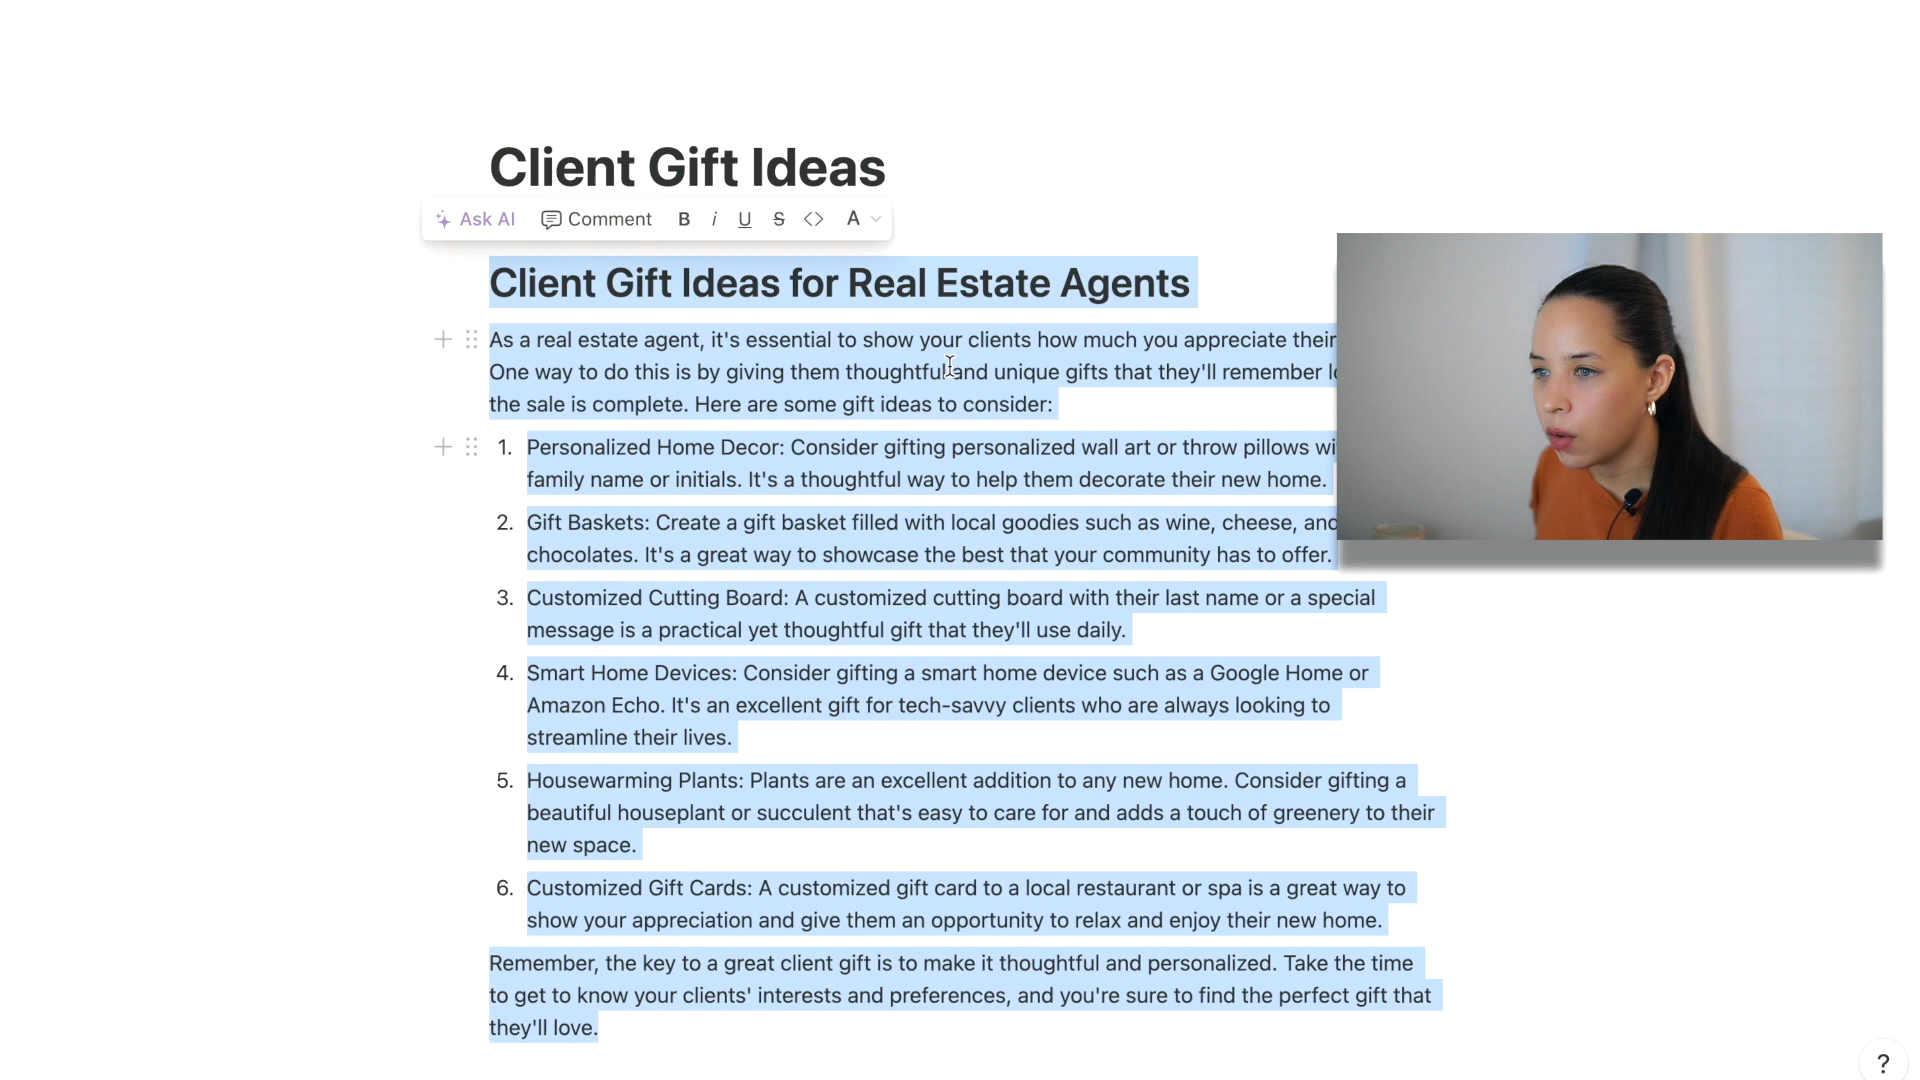 Client Gift Ideas
Ask AI Comment B i U S <> A
Client Gift Ideas for Real Estate Agents
As a real estate agent, it's essential to show your clients how much you appreciate their
One way to do this is by giving them thoughtful and unique gifts that they'll remember
the sale is complete. Here are some gift ideas to consider:
1. Personalized Home Decor: Consider gifting personalized wall art or throw pillows
family name or initials. It's a thoughtful way to help them decorate their new home.
2. Gift Baskets: Create a gift basket filled with local goodies such as wine, cheese, and
chocolates. It's a great way to showcase the best that your community has to offer.
3. Customized Cutting Board: A customized cutting board with their last name or a special
message is a practical yet thoughtful gift that they'll use daily.
4. Smart Home Devices: Consider gifting a smart home device such as a Google Home or
Amazon Echo. It's an excellent gift for tech-savvy clients who are always looking to
streamline their lives.
5. Housewarming Plants: Plants are an excellent addition to any new home. Consider gifting a
beautiful houseplant or succulent that's easy to care for and adds a touch of greenery to their
new space.
6. Customized Gift Cards: A customized gift card to a local restaurant or spa is a great way to
show your appreciation and give them an opportunity to relax and enjoy their new home.
Remember, the key to a great client gift is to make it thoughtful and personalized. Take the time
to get to know your clients' interests and preferences, and you're sure to find the perfect gift that
they'll love.
?